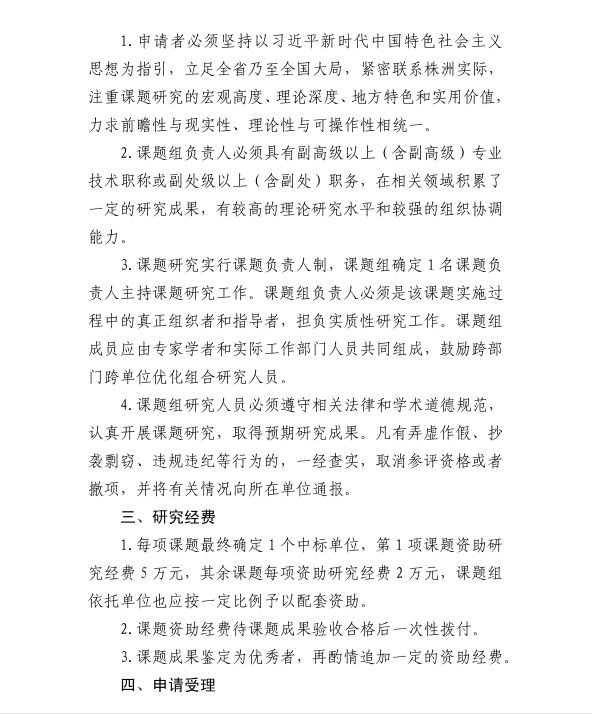 1.申请者必须坚持以习近平新时代中国特色社会主义
思想为指引，立足全省乃至全国大局，紧密联系株洲实际，
注重课题研究的宏观高度、理论深度、地方特色和实用价值，
力求前瞻性与现实性、理论性与可操作性相统一。
2.课题组负责人必须具有副高级以上（含副高级）专业
技术职称或副处级以上（含副处）职务，在相关领域积累了
一定的研究成果，有较高的理论研究水平和较强的组织协调
能力。
3.课题研究实行课题负责人制，课题组确定1名课题负
责人主持课题研究工作。课题组负责人必须是该课题实施过
程中的真正组织者和指导者，担负实质性研究工作。课题组
成员应由专家学者和实际工作部门人员共同组成，鼓励跨部
门跨单位优化组合研究人员。
4.课题组研究人员必须遵守相关法律和学术道德规范，
认真开展课题研究，取得预期研究成果。凡有弄虚作假、抄
袭剽窃、违规违纪等行为的，一经查实，取消参评资格或者
撤项，并将有关情况向所在单位通报。
三、研究经费
1.每项课题最终确定1个中标单位，第1项课题资助研
究经费5万元，其余课题每项资助研究经费2万元，课题组
依托单位也应按一定比例予以配套资助。
2.课题资助经费待课题成果验收合格后一次性拨付。
3.课题成果鉴定为优秀者，再酌情追加一定的资助经费。
四、申请受理